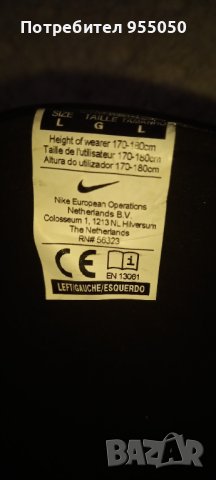 Потребител 955050
SIZE TAILLE TAMANHO
L G L
Height of wearer 170-180cm
Taille de l'utilisateur 170-180cm
Altura do utilizador 170-180cm
Nike European Operations
Netherlands B.V.
Colosseum 1, 1213 NL Hilversum
The Netherlands
RN# 56323
CE i
EN 13061
LEFT/GAUCHE/ESQUERDO
BAZAR